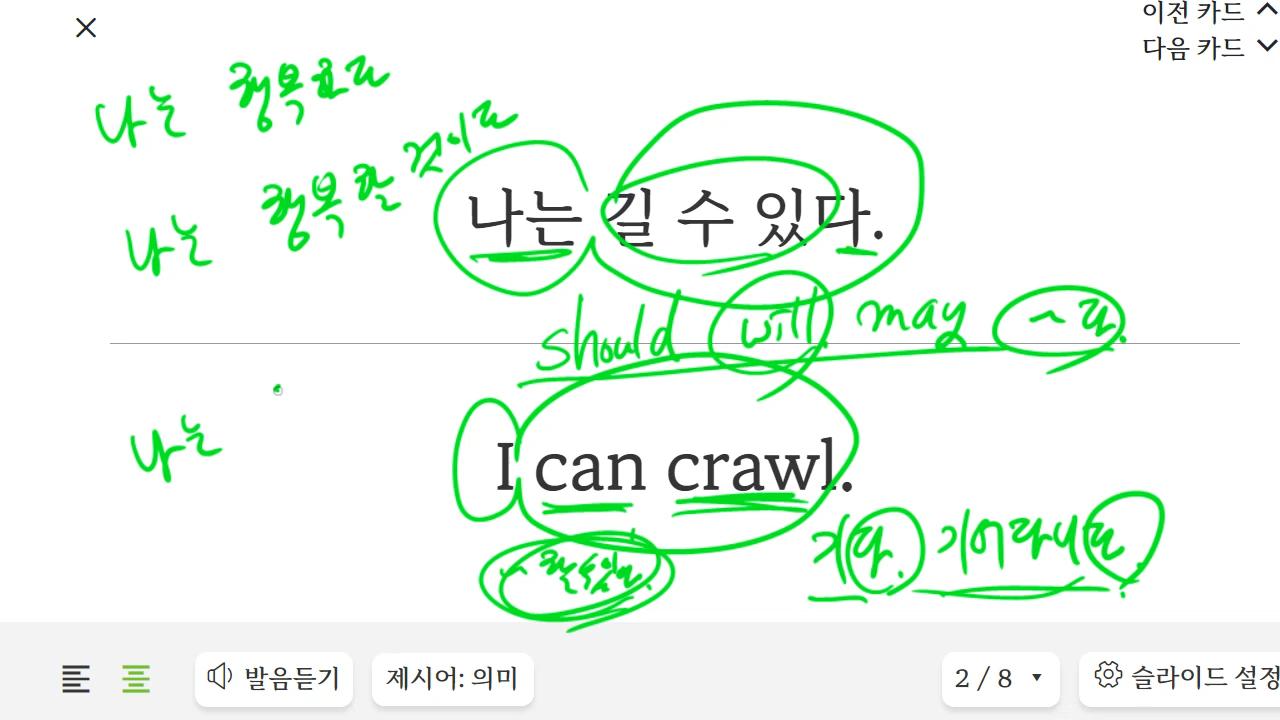 이전 카드
다음 카드
나는 행복하다
나는 행복할 것이다
나는 길 수 있다.
should will may ~다.
나는
I can crawl.
~할 수 있다.
기다. 기어다니다.
발음듣기
제시어: 의미
2 / 8
슬라이드 설정